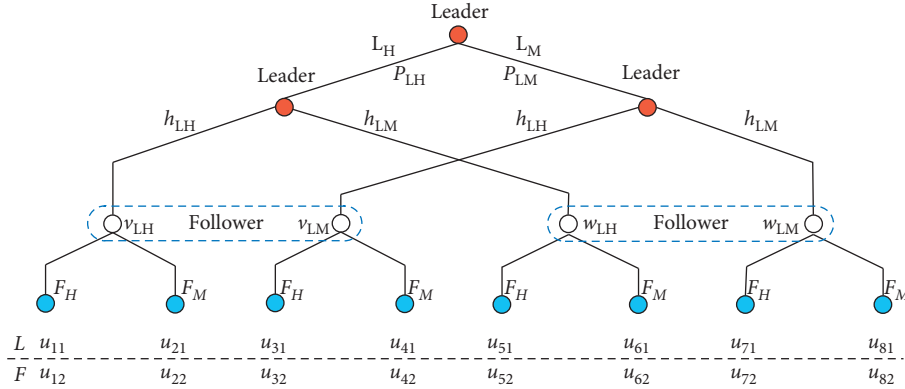 Leader
L_H L_M
P_LH P_LM
Leader Leader
h_LH h_LM h_LH h_LM
v_LH Follower v_LM w_LH Follower w_LM
F_H F_M F_H F_M F_H F_M F_H F_M
L u_11 u_21 u_31 u_41 u_51 u_61 u_71 u_81
F u_12 u_22 u_32 u_42 u_52 u_62 u_72 u_82